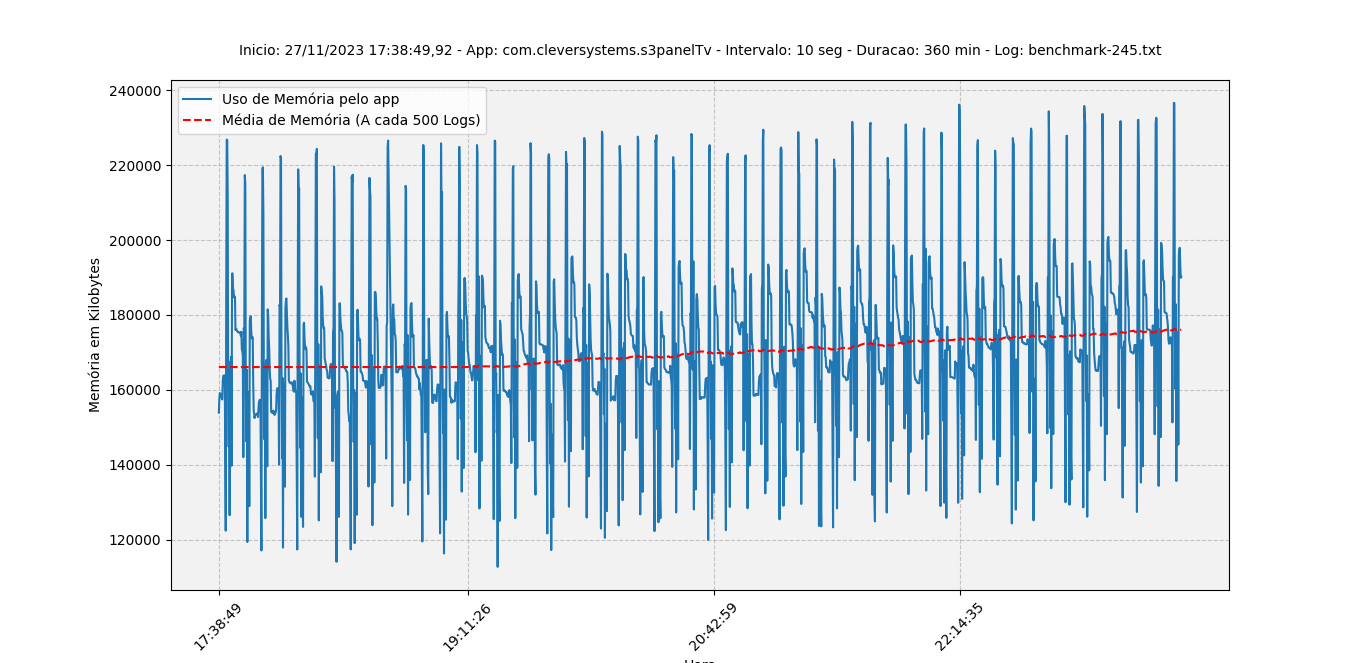 Inicio: 27/11/2023 17:38:49,92 - App: com.cleversystems.s3panelTv - Intervalo: 10 seg - Duracao: 360 min - Log: benchmark-245.txt
Uso de Memória pelo app
Média de Memória (A cada 500 Logs)
240000
220000
200000
180000
160000
140000
120000
Memória em Kilobytes
17:38:49
19:11:26
20:42:59
22:14:35
Hora